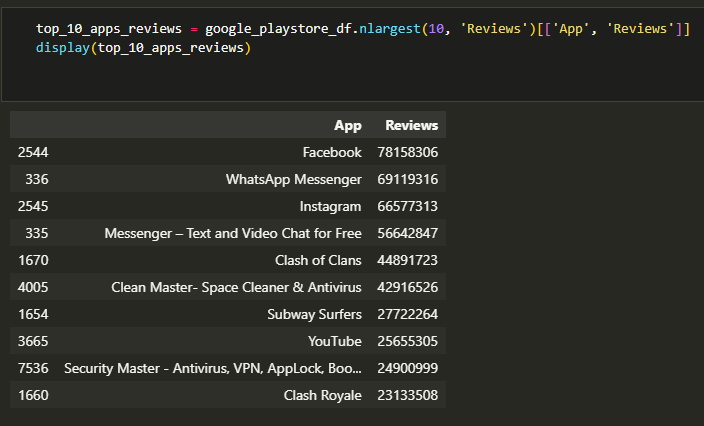 top_10_apps_reviews = google_playstore_df.nlargest(10, 'Reviews')[['App', 'Reviews']]
display(top_10_apps_reviews)
App Reviews
2544 Facebook 78158306
336 WhatsApp Messenger 69119316
2545 Instagram 66577313
335 Messenger – Text and Video Chat for Free 56642847
1670 Clash of Clans 44891723
4005 Clean Master- Space Cleaner & Antivirus 42916526
1654 Subway Surfers 27722264
3665 YouTube 25655305
7536 Security Master - Antivirus, VPN, AppLock, Boo... 24900999
1660 Clash Royale 23133508